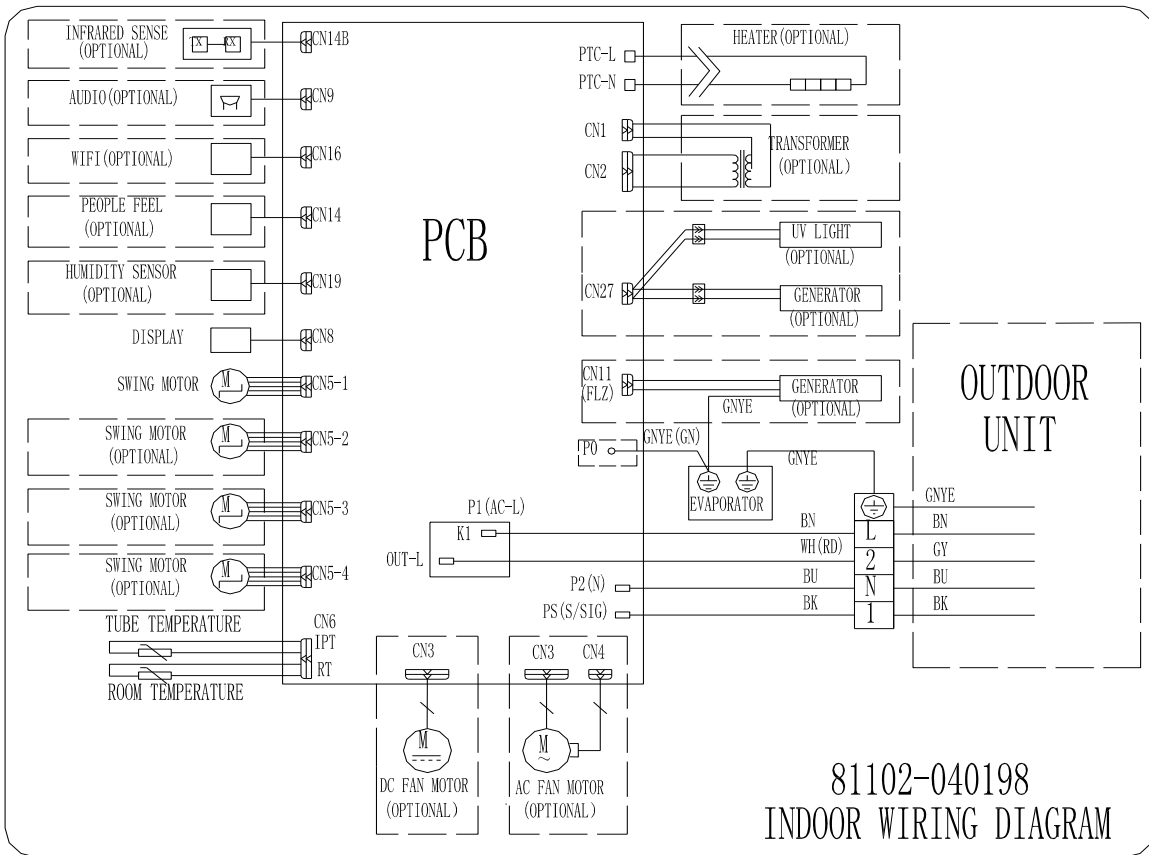 INFRARED SENSE
(OPTIONAL)
TX
RX
CN14B
AUDIO(OPTIONAL)
CN9
WIFI(OPTIONAL)
CN16
PEOPLE FEEL
(OPTIONAL)
CN14
HUMIDITY SENSOR
(OPTIONAL)
CN19
DISPLAY
CN8
SWING MOTOR
M
CN5-1
SWING MOTOR
(OPTIONAL)
M
CN5-2
SWING MOTOR
(OPTIONAL)
M
CN5-3
SWING MOTOR
(OPTIONAL)
M
CN5-4
TUBE TEMPERATURE
CN6
IPT
RT
ROOM TEMPERATURE
PCB
PTC-L
PTC-N
HEATER(OPTIONAL)
CN1
CN2
TRANSFORMER
(OPTIONAL)
CN27
UV LIGHT
(OPTIONAL)
GENERATOR
(OPTIONAL)
CN11
(FLZ)
GENERATOR
(OPTIONAL)
GNYE
P0
GNYE(GN)
GNYE
EVAPORATOR
P1(AC-L)
K1
OUT-L
P2(N)
PS(S/SIG)
BN
WH(RD)
BU
BK
L
2
N
1
GNYE
BN
GY
BU
BK
OUTDOOR
UNIT
CN3
M
DC FAN MOTOR
(OPTIONAL)
CN3
CN4
M
~
AC FAN MOTOR
(OPTIONAL)
81102-040198
INDOOR WIRING DIAGRAM